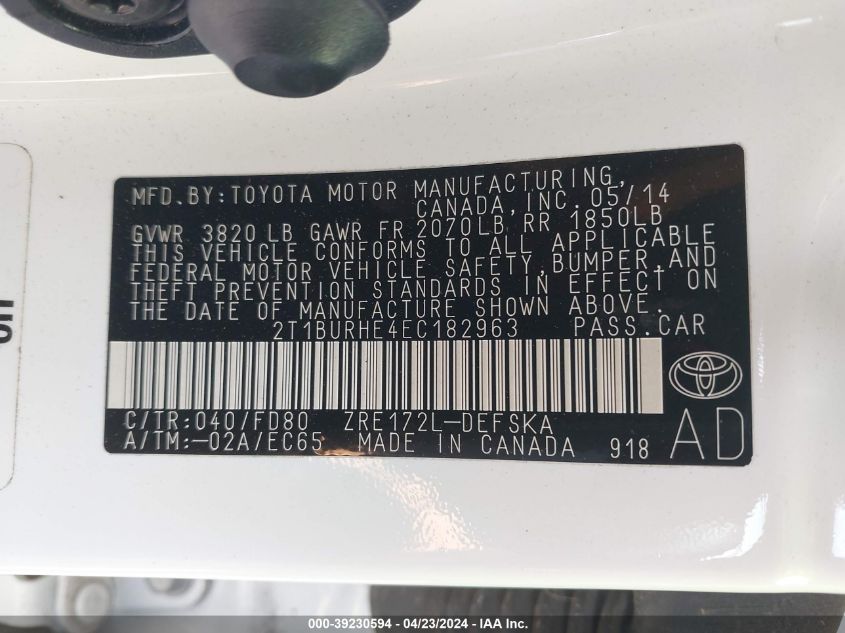 MFD.BY:TOYOTA MOTOR MANUFACTURING,
CANADA,INC. 05/14
GVWR 3820 LB GAWR FR 2070LB RR 1850LB
THIS VEHICLE CONFORMS TO ALL APPLICABLE
FEDERAL MOTOR VEHICLE SAFETY,BUMPER,AND
THEFT PREVENTION STANDARDS IN EFFECT ON
THE DATE OF MANUFACTURE SHOWN ABOVE.
2T1BURHE4EC182963 PASS.CAR
C/TR:040/FD80 ZRE172L-DEFSKA
A/TM:-02A/EC65 MADE IN CANADA 918 AD
000-39230594 - 04/23/2024 - IAA Inc.